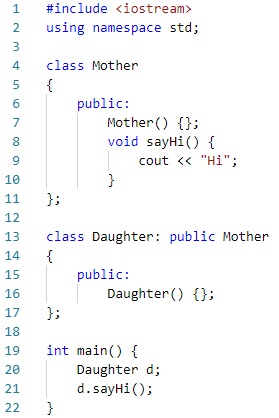 1 #include <iostream>
2 using namespace std;
3
4 class Mother
5 {
6 public:
7 Mother() {};
8 void sayHi() {
9 cout << "Hi";
10 }
11 };
12
13 class Daughter: public Mother
14 {
15 public:
16 Daughter() {};
17 };
18
19 int main() {
20 Daughter d;
21 d.sayHi();
22 }